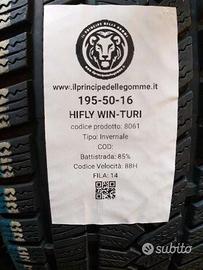 IL PRINCIPE DELLE GOMME
www.ilprincipedellegomme.it
195-50-16
HIFLY WIN-TURI
codice prodotto: 8061
Tipo: Invernale
COD:
Battistrada: 85%
Codice Velocità: 88H
FILA: 14
subito